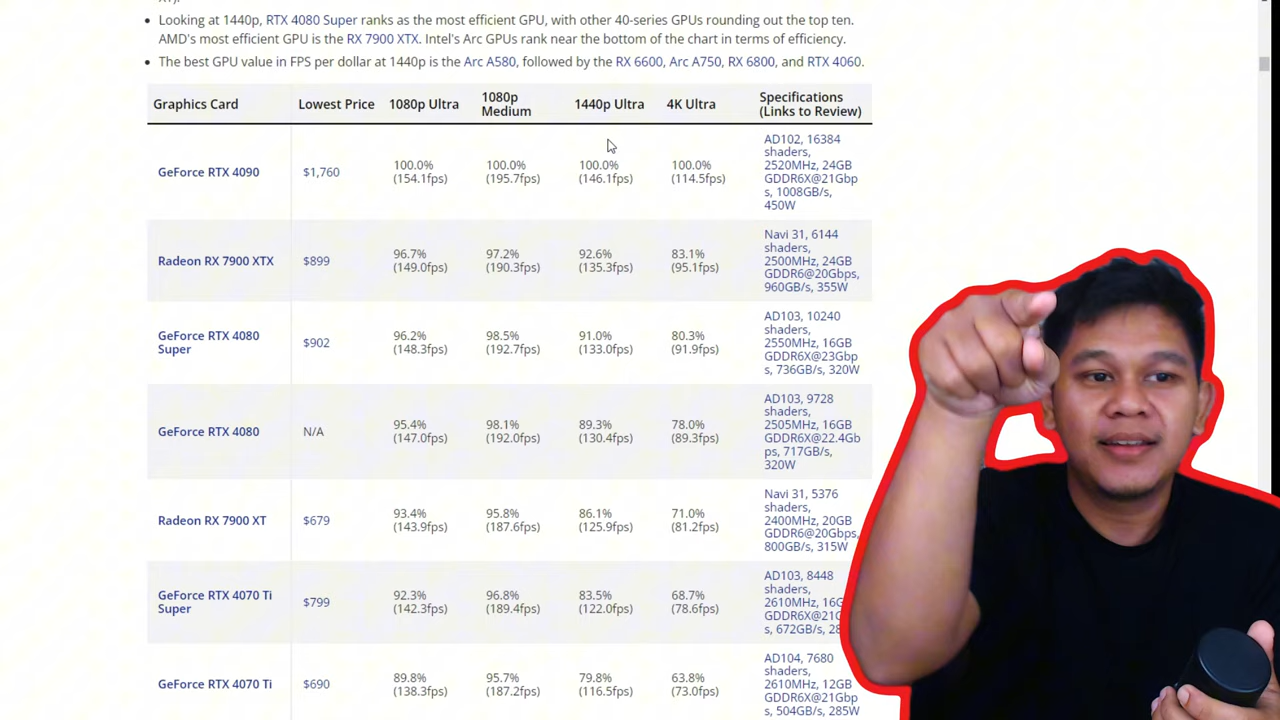 Looking at 1440p, RTX 4080 Super ranks as the most efficient GPU, with other 40-series GPUs rounding out the top ten.
AMD's most efficient GPU is the RX 7900 XTX. Intel's Arc GPUs rank near the bottom of the chart in terms of efficiency.
The best GPU value in FPS per dollar at 1440p is the Arc A580, followed by the RX 6600, Arc A750, RX 6800, and RTX 4060.
Graphics Card Lowest Price 1080p Ultra 1080p Medium 1440p Ultra 4K Ultra Specifications (Links to Review)
GeForce RTX 4090
$1,760
100.0%
(154.1fps)
100.0%
(195.7fps)
100.0%
(146.1fps)
100.0%
(114.5fps)
AD102, 16384
shaders,
2520MHz, 24GB
GDDR6X@21Gbp
s, 1008GB/s,
450W
Radeon RX 7900 XTX
$899
96.7%
(149.0fps)
97.2%
(190.3fps)
92.6%
(135.3fps)
83.1%
(95.1fps)
Navi 31, 6144
shaders,
2500MHz, 24GB
GDDR6@20Gbps,
960GB/s, 355W
GeForce RTX 4080
Super
$902
96.2%
(148.3fps)
98.5%
(192.7fps)
91.0%
(133.0fps)
80.3%
(91.9fps)
AD103, 10240
shaders,
2550MHz, 16GB
GDDR6X@23Gbp
s, 736GB/s, 320W
GeForce RTX 4080
N/A
95.4%
(147.0fps)
98.1%
(192.0fps)
89.3%
(130.4fps)
78.0%
(89.3fps)
AD103, 9728
shaders,
2505MHz, 16GB
GDDR6X@22.4Gb
ps, 717GB/s,
320W
Radeon RX 7900 XT
$679
93.4%
(143.9fps)
95.8%
(187.6fps)
86.1%
(125.9fps)
71.0%
(81.2fps)
Navi 31, 5376
shaders,
2400MHz, 20GB
GDDR6@20Gbps,
800GB/s, 315W
GeForce RTX 4070 Ti
Super
$799
92.3%
(142.3fps)
96.8%
(189.4fps)
83.5%
(122.0fps)
68.7%
(78.6fps)
AD103, 8448
shaders,
2610MHz,
s, 672GB/s,
GeForce RTX 4070 Ti
$690
89.8%
(138.3fps)
95.7%
(187.2fps)
79.8%
(116.5fps)
63.8%
(73.0fps)
AD104, 7680
shaders,
2610MHz, 12GB
GDDR6X@21Gbp
s, 504GB/s, 285W